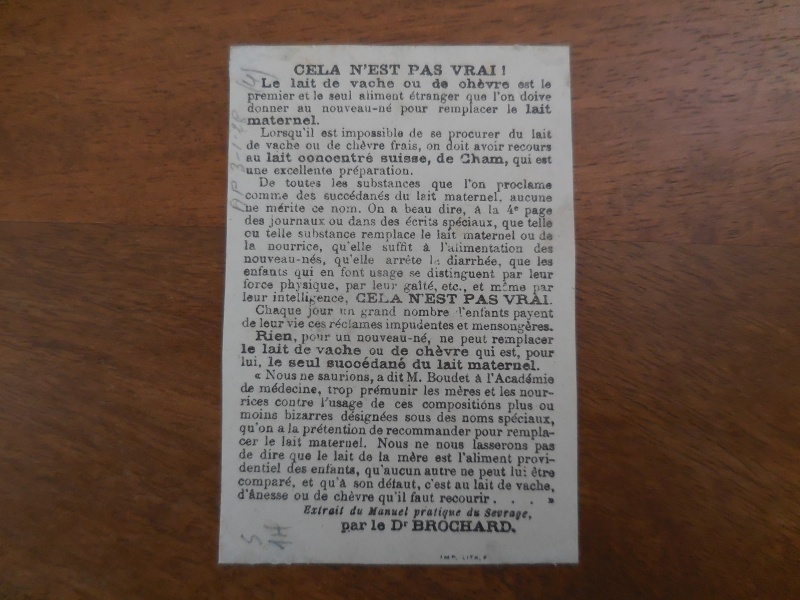 CELA N'EST PAS VRAI !
Le lait de vache ou de chèvre est le
premier et le seul aliment étranger que l'on doive
donner au nouveau-né pour remplacer le lait
maternel.
Lorsqu'il est impossible de se procurer du lait
de vache ou de chèvre frais, on doit avoir recours
au lait concentré suisse, de Cham, qui est
une excellente préparation.
De toutes les substances que l'on proclame
comme des succédanés du lait maternel, aucune
ne mérite ce nom. On a beau dire, à la 4e page
des journaux ou dans des écrits spéciaux, que telle
ou telle substance remplace le lait maternel ou de
la nourrice, qu'elle suffit à l'alimentation des
nouveau-nés, qu'elle arrête la diarrhée, que les
enfants qui en font usage se distinguent par leur
force physique, par leur gaîté, etc., et même par
leur intelligence, CELA N'EST PAS VRAI.
Chaque jour un grand nombre d'enfants payent
de leur vie ces réclames impudentes et mensongères.
Rien, pour un nouveau-né, ne peut remplacer
le lait de vache ou de chèvre qui est, pour
lui, le seul succédané du lait maternel.
« Nous ne saurions, a dit M. Boudet à l'Académie
de médecine, trop prémunir les mères et les nour-
rices contre l'usage de ces compositions plus ou
moins bizarres désignées sous des noms spéciaux,
qu'on a la prétention de recommander pour rempla-
cer le lait maternel. Nous ne nous lasserons pas
de dire que le lait de la mère est l'aliment provi-
dentiel des enfants, qu'aucun autre ne peut lui être
comparé, et qu'à son défaut, c'est au lait de vache,
d'ânesse ou de chèvre qu'il faut recourir . . . . »
Extrait du Manuel pratique du Sevrage,
par le Dr BROCHARD.
IMP. LITH.